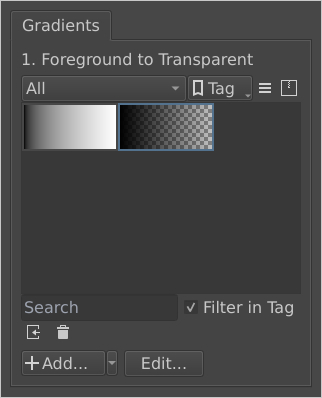 Gradients
1. Foreground to Transparent
All
Tag
Search
Filter in Tag
Add...
Edit...